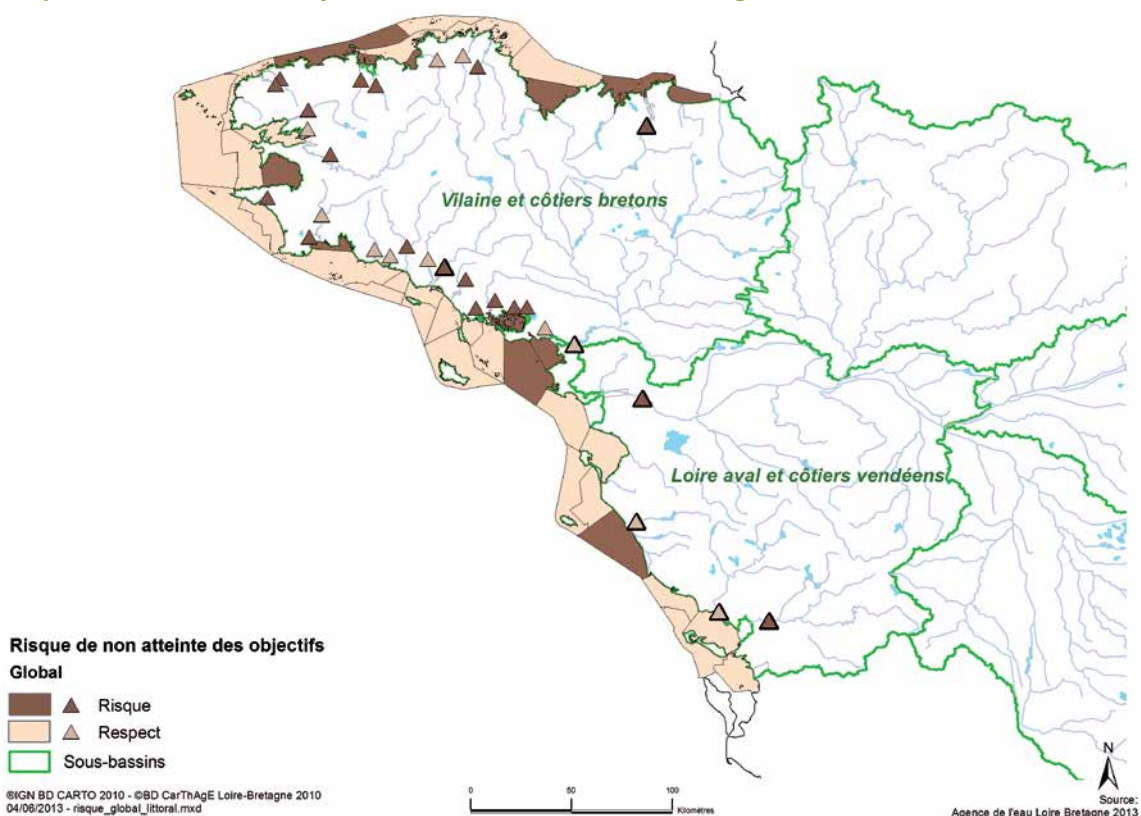 Vilaine et côtiers bretons
Loire aval et côtiers vendéens
Risque de non atteinte des objectifs
Global
Risque
Respect
Sous-bassins
©IGN BD CARTO 2010 - ©BD CarThAgE Loire-Bretagne 2010
04/06/2013 - risque_global_littoral.mxd
0 50 100
Kilomètres
N
Source:
Agence de l'eau Loire Bretagne 2013